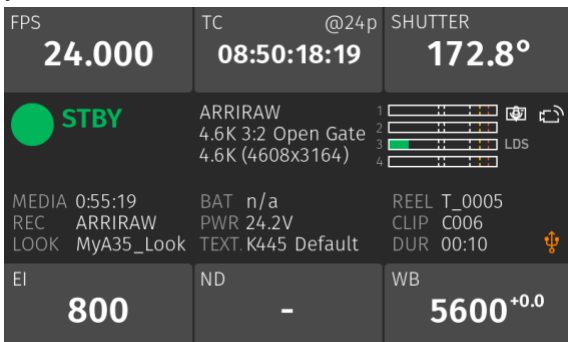 FPS
24.000
TC @24p
08:50:18:19
SHUTTER
172.8°
STBY
ARRIRAW
4.6K 3:2 Open Gate
4.6K (4608x3164)
1
2
3
4
LDS
MEDIA 0:55:19
REC ARRIRAW
LOOK MyA35_Look
BAT n/a
PWR 24.2V
TEXT. K445 Default
REEL T_0005
CLIP C006
DUR 00:10
EI
800
ND
-
WB
5600+0.0